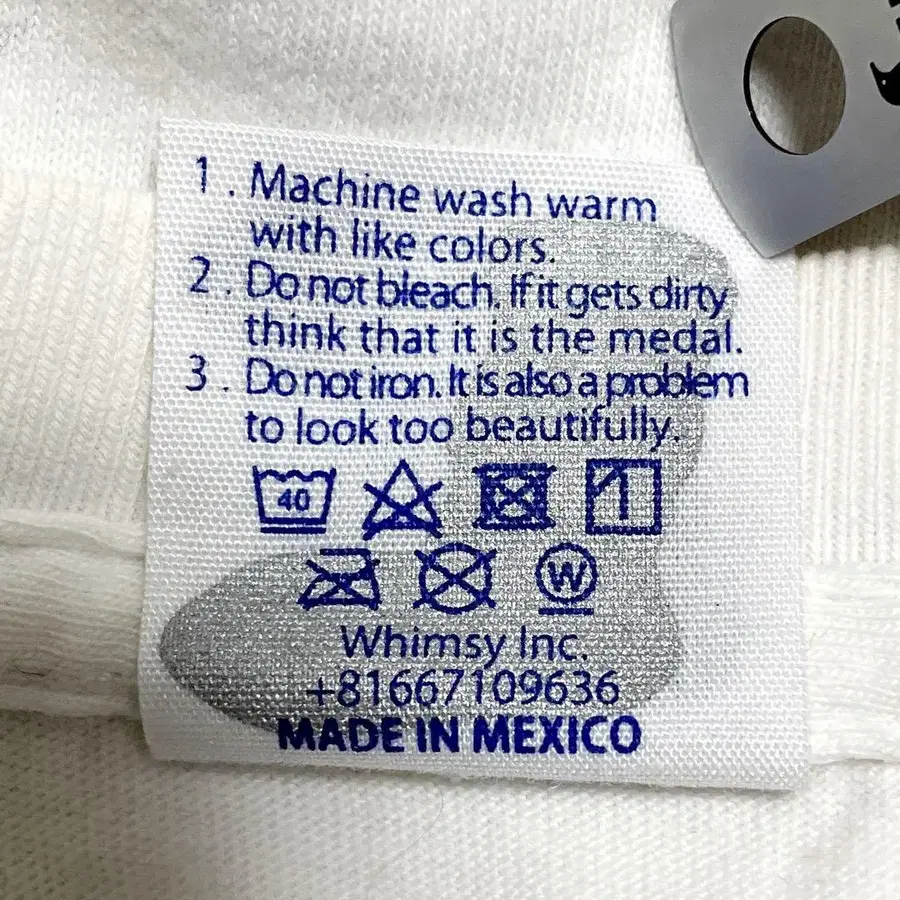 1. Machine wash warm
with like colors.
2. Do not bleach. If it gets dirty
think that it is the medal.
3. Do not iron. It is also a problem
to look too beautifully.
40
W
Whimsy Inc.
+81667109636
MADE IN MEXICO